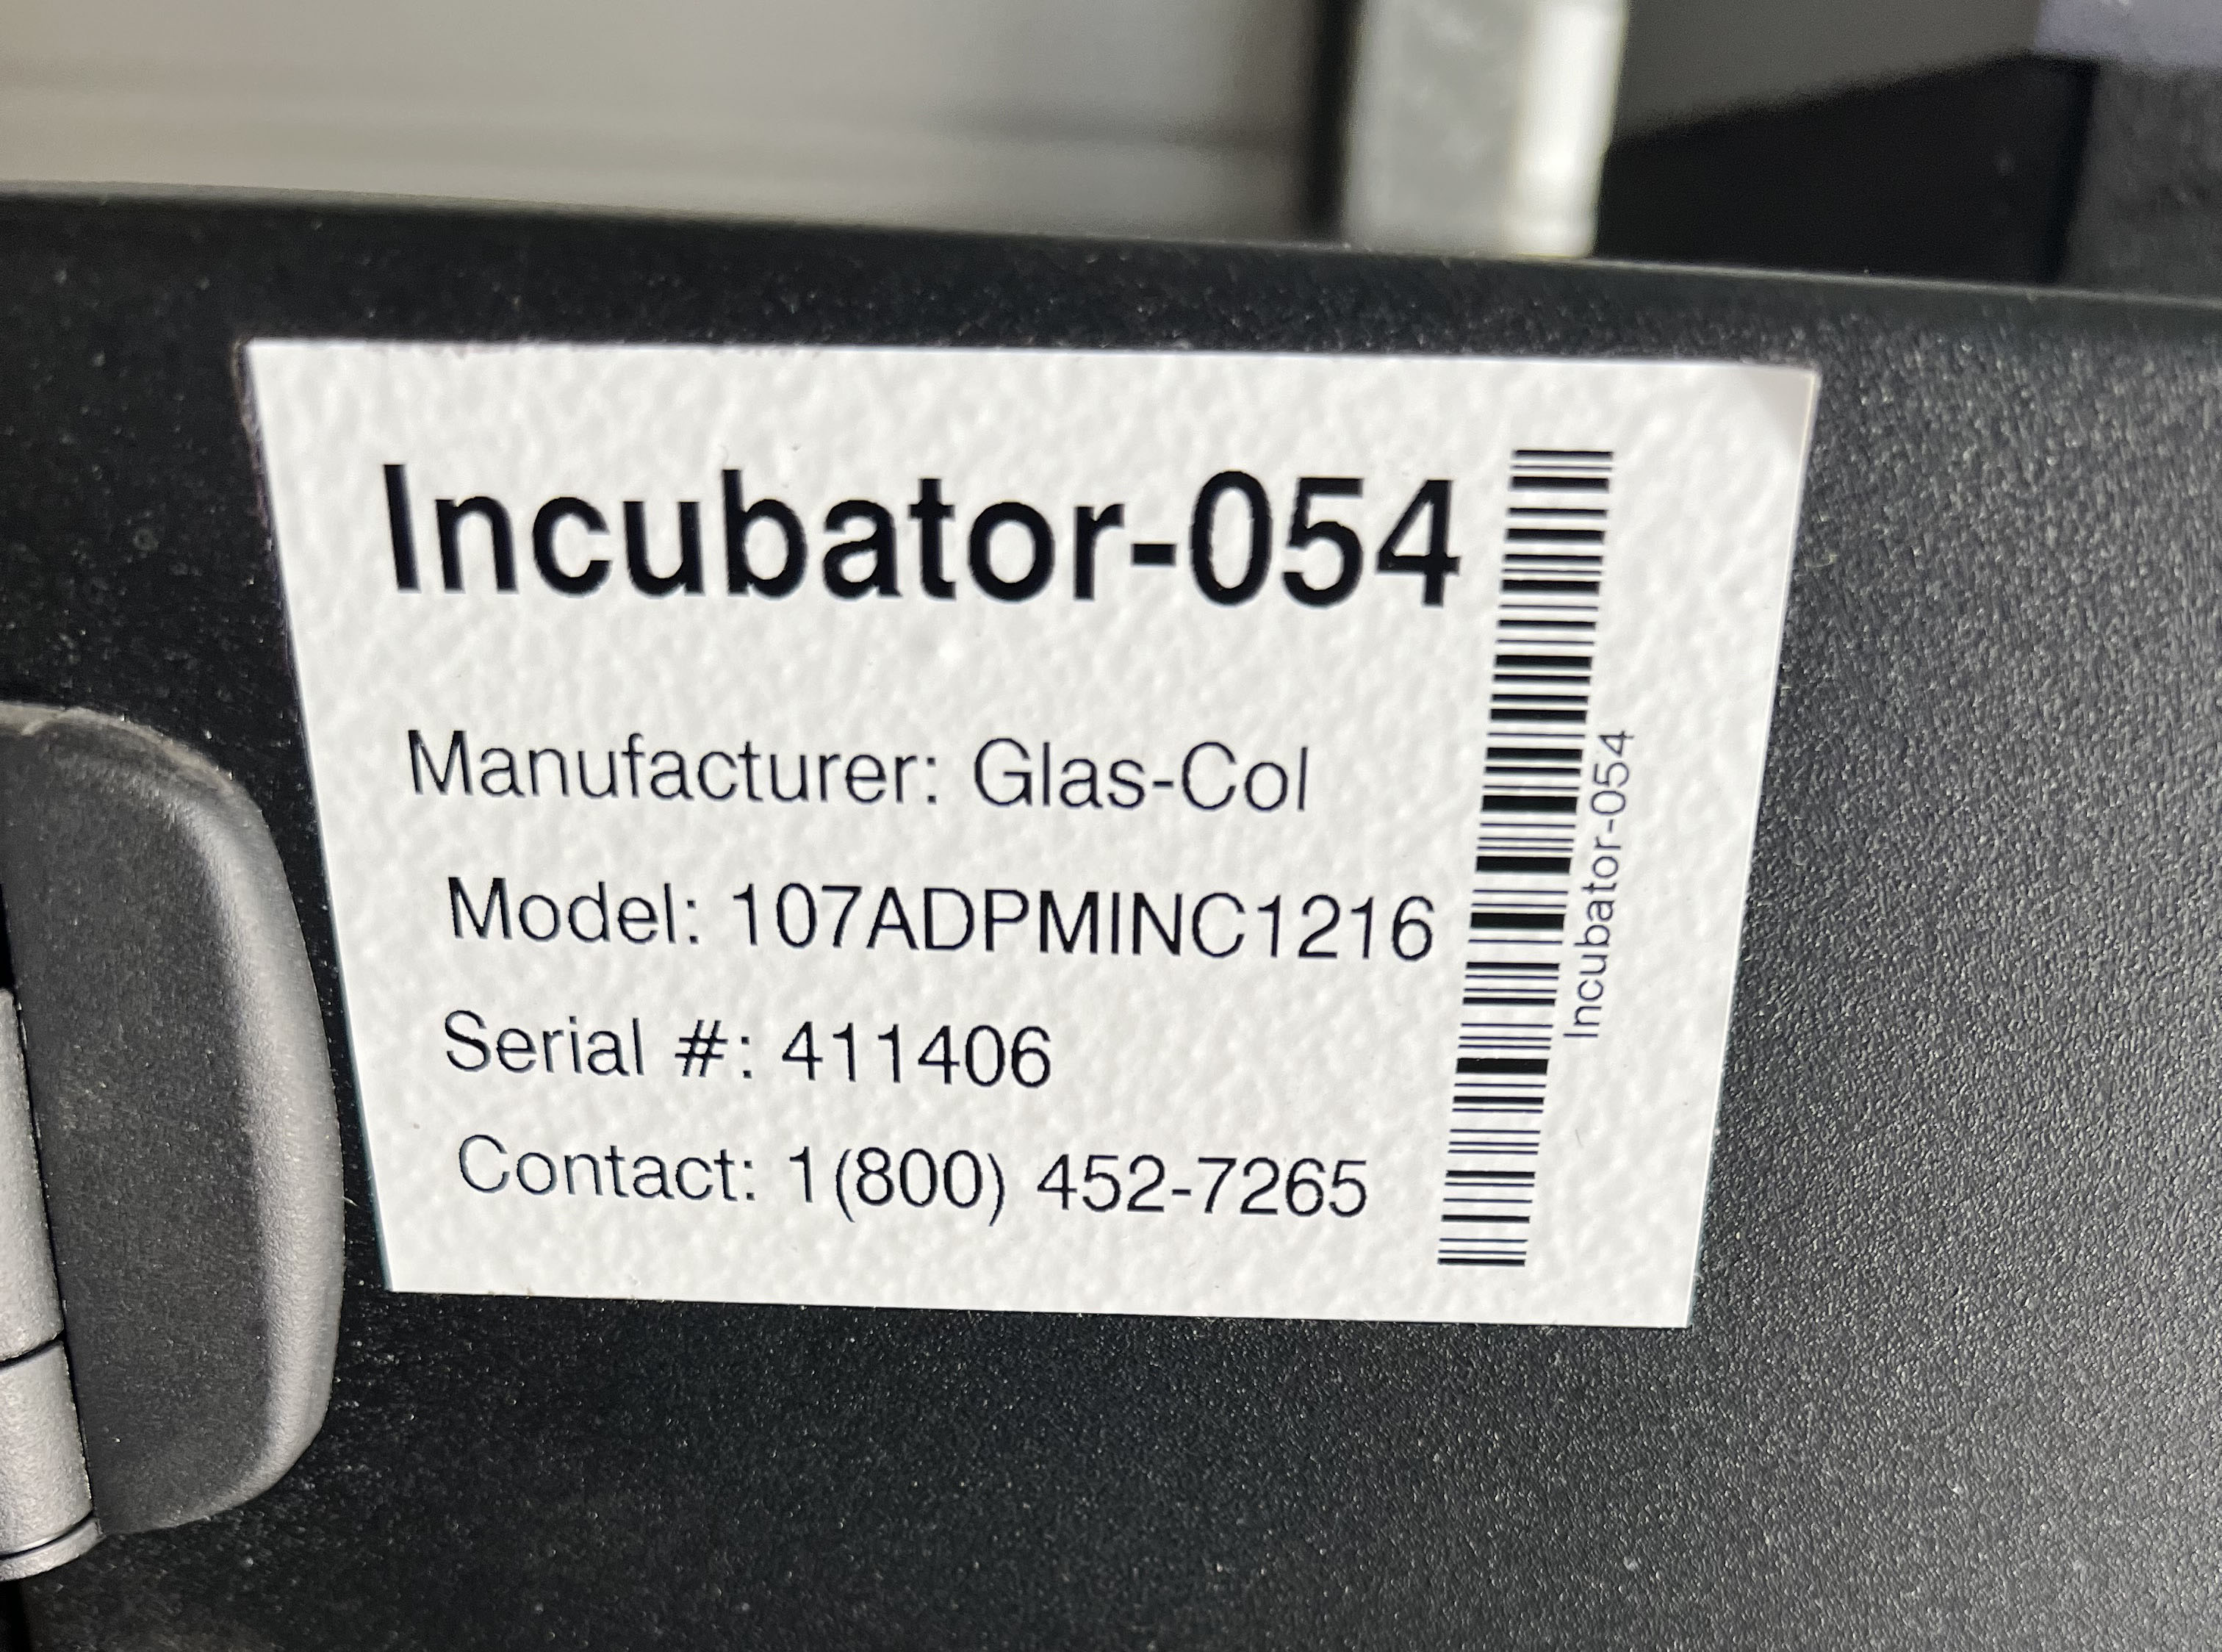 Incubator-054
Manufacturer: Glas-Col
Model: 107ADPMINC1216
Serial #: 411406
Contact: 1(800) 452-7265
Incubator-054